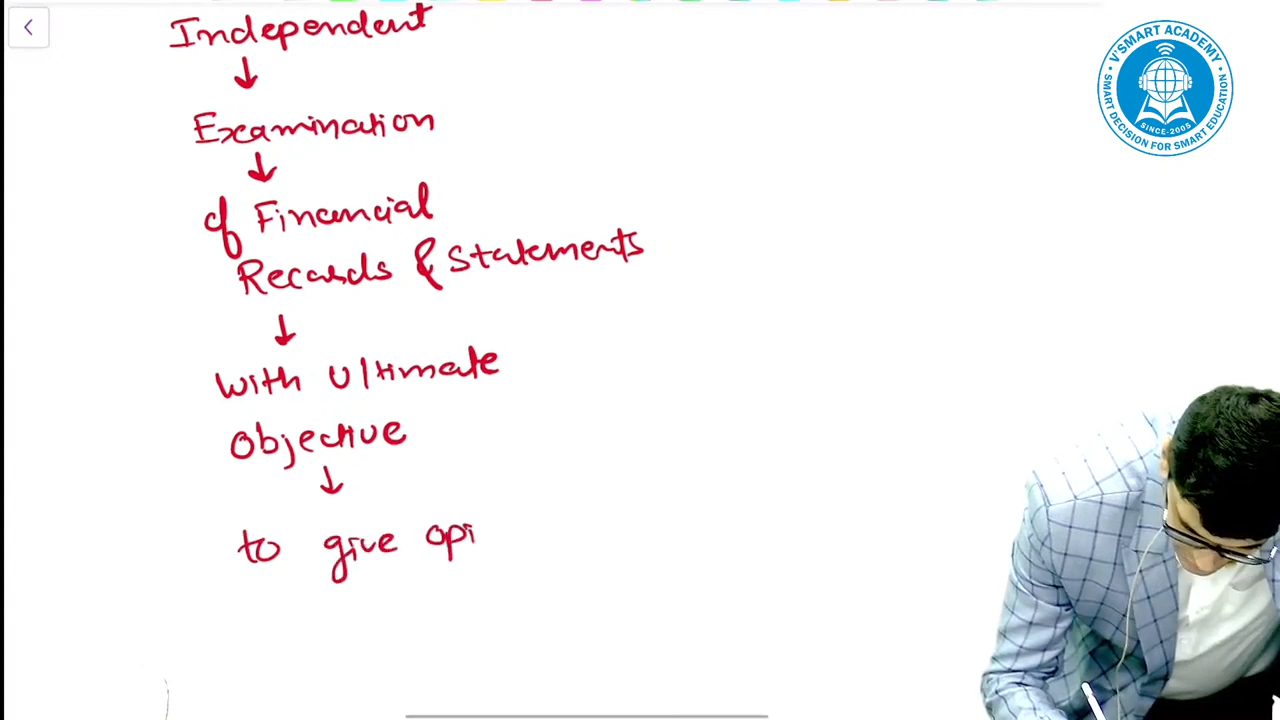 Independent
↓
Examination
↓
of Financial
Records & Statements
↓
with Ultimate
Objective
↓
to give opi
V'SMART ACADEMY
SINCE-2005
SMART DECISION FOR SMART EDUCATION